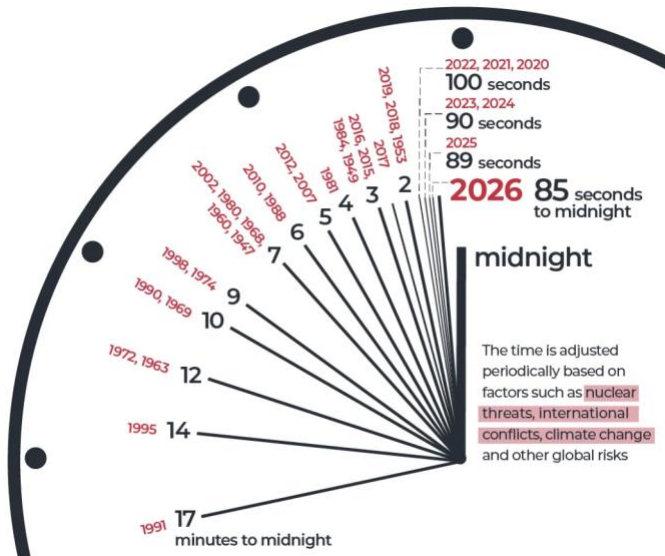 2022, 2021, 2020
100 seconds
2023, 2024
90 seconds
2025
89 seconds
2026 85 seconds
to midnight
midnight
The time is adjusted
periodically based on
factors such as nuclear
threats, international
conflicts, climate change
and other global risks
2019, 2018, 1953
2
2017
3
2016, 2015,
1984, 1949
4
1981
5
2012, 2007
6
2010, 1988
7
2002, 1980, 1968,
1960, 1947
9
1998, 1974
10
1990, 1969
12
1972, 1963
14
1995
17
1991
minutes to midnight